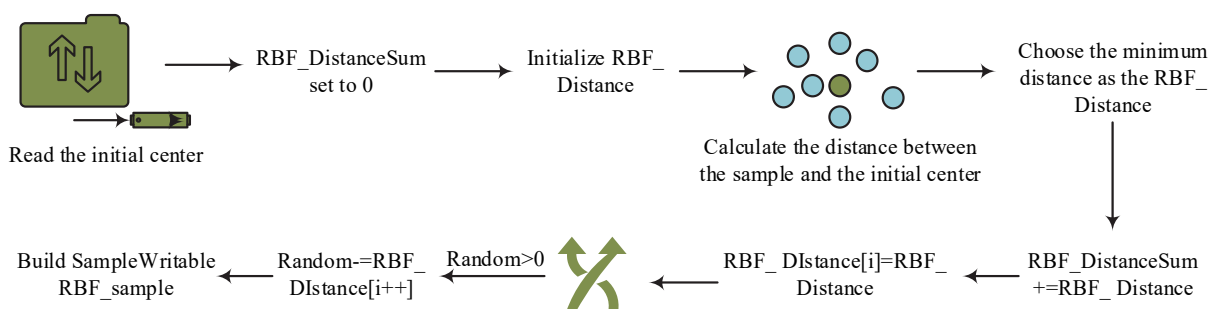 Read the initial center
RBF_DistanceSum
set to 0
Initialize RBF_
Distance
Calculate the distance between
the sample and the initial center
Choose the minimum
distance as the RBF_
Distance
RBF_DistanceSum
+=RBF_ Distance
RBF_ DIstance[i]=RBF_
Distance
Random>0
Random-=RBF_
DIstance[i++]
Build SampleWritable
RBF_sample